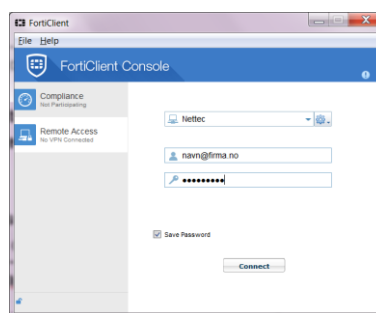 FortiClient
File Help
FortiClient Console
Compliance
Not Participating
Remote Access
No VPN Connected
Nettec
navn@firma.no
Save Password
Connect